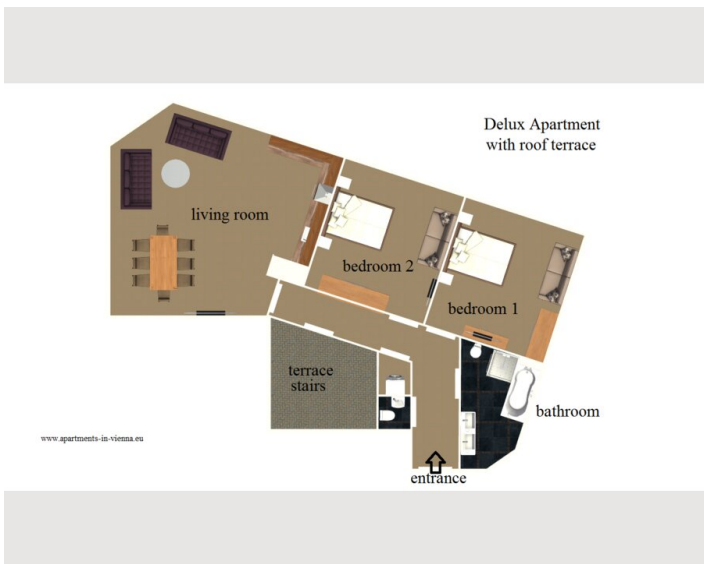 Delux Apartment
with roof terrace
living room
bedroom 2
bedroom 1
terrace
stairs
bathroom
www.apartments-in-vienna.eu
entrance